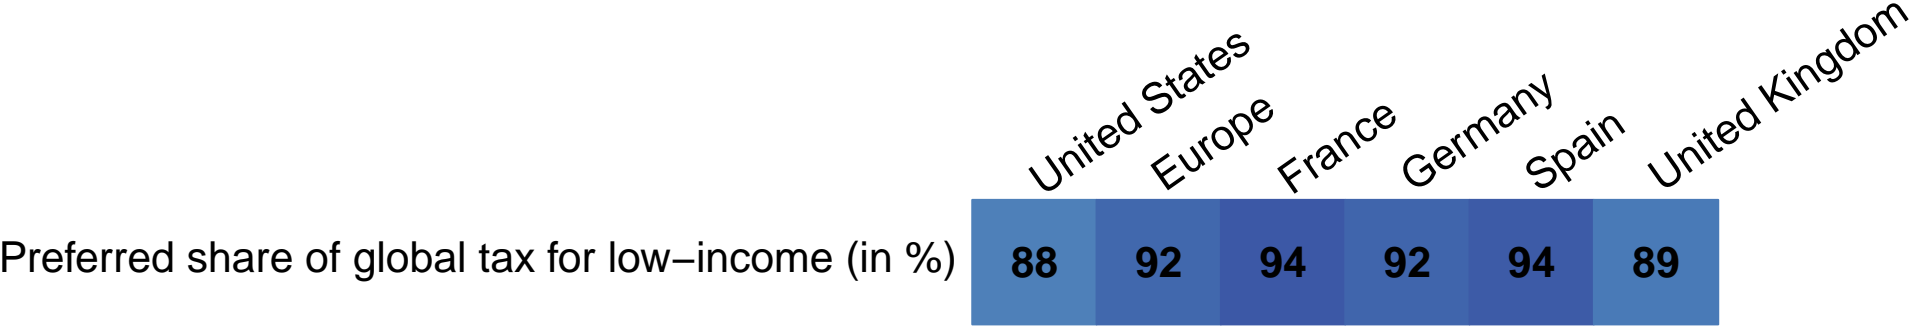 United States
Europe
France
Germany
Spain
United Kingdom
Preferred share of global tax for low−income (in %) 88 92 94 92 94 89